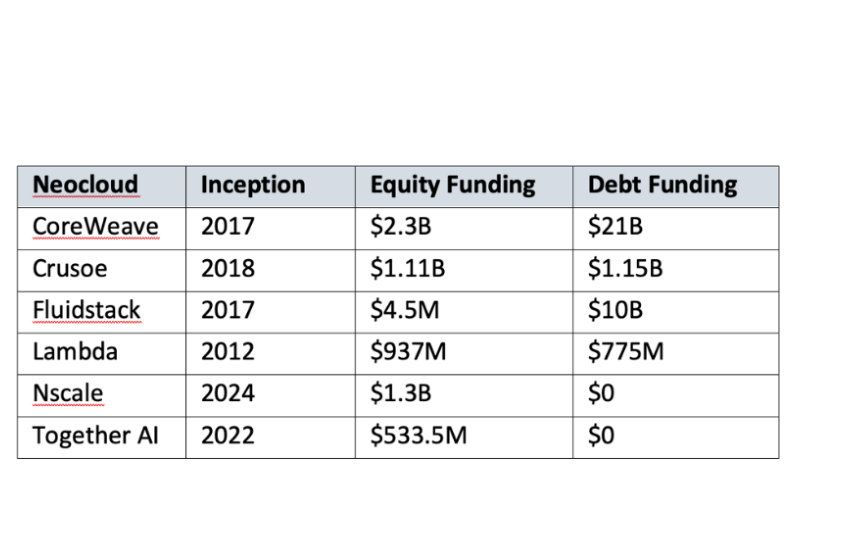 Neocloud Inception Equity Funding Debt Funding
CoreWeave 2017 $2.3B $21B
Crusoe 2018 $1.11B $1.15B
Fluidstack 2017 $4.5M $10B
Lambda 2012 $937M $775M
Nscale 2024 $1.3B $0
Together AI 2022 $533.5M $0